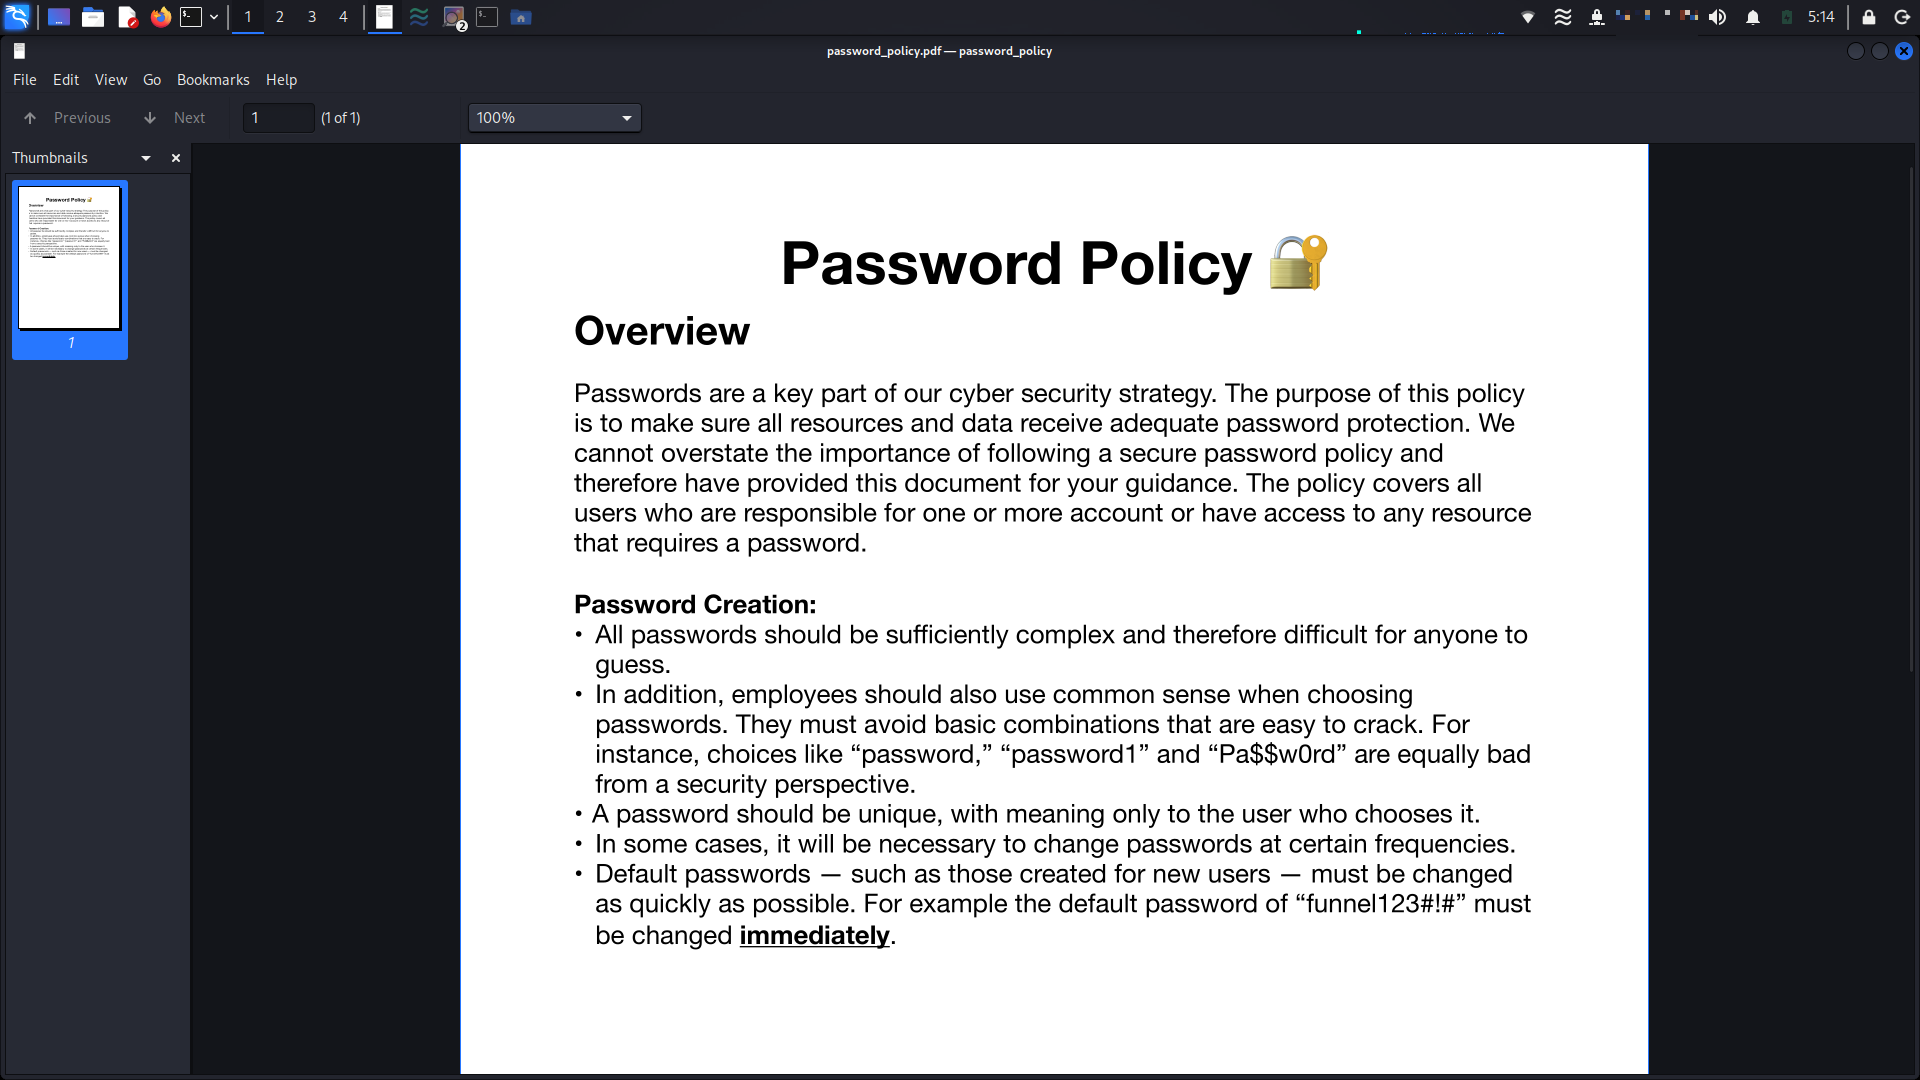 1 2 3 4
2
5:14
password_policy.pdf — password_policy
File Edit View Go Bookmarks Help
Previous Next 1 (1 of 1) 100%
Thumbnails
Password Policy
Overview
1
Password Policy 🔐
Overview
Passwords are a key part of our cyber security strategy. The purpose of this policy
is to make sure all resources and data receive adequate password protection. We
cannot overstate the importance of following a secure password policy and
therefore have provided this document for your guidance. The policy covers all
users who are responsible for one or more account or have access to any resource
that requires a password.
Password Creation:
• All passwords should be sufficiently complex and therefore difficult for anyone to
guess.
• In addition, employees should also use common sense when choosing
passwords. They must avoid basic combinations that are easy to crack. For
instance, choices like “password,” “password1” and “Pa$$w0rd” are equally bad
from a security perspective.
• A password should be unique, with meaning only to the user who chooses it.
• In some cases, it will be necessary to change passwords at certain frequencies.
• Default passwords — such as those created for new users — must be changed
as quickly as possible. For example the default password of “funnel123#!#” must
be changed immediately.